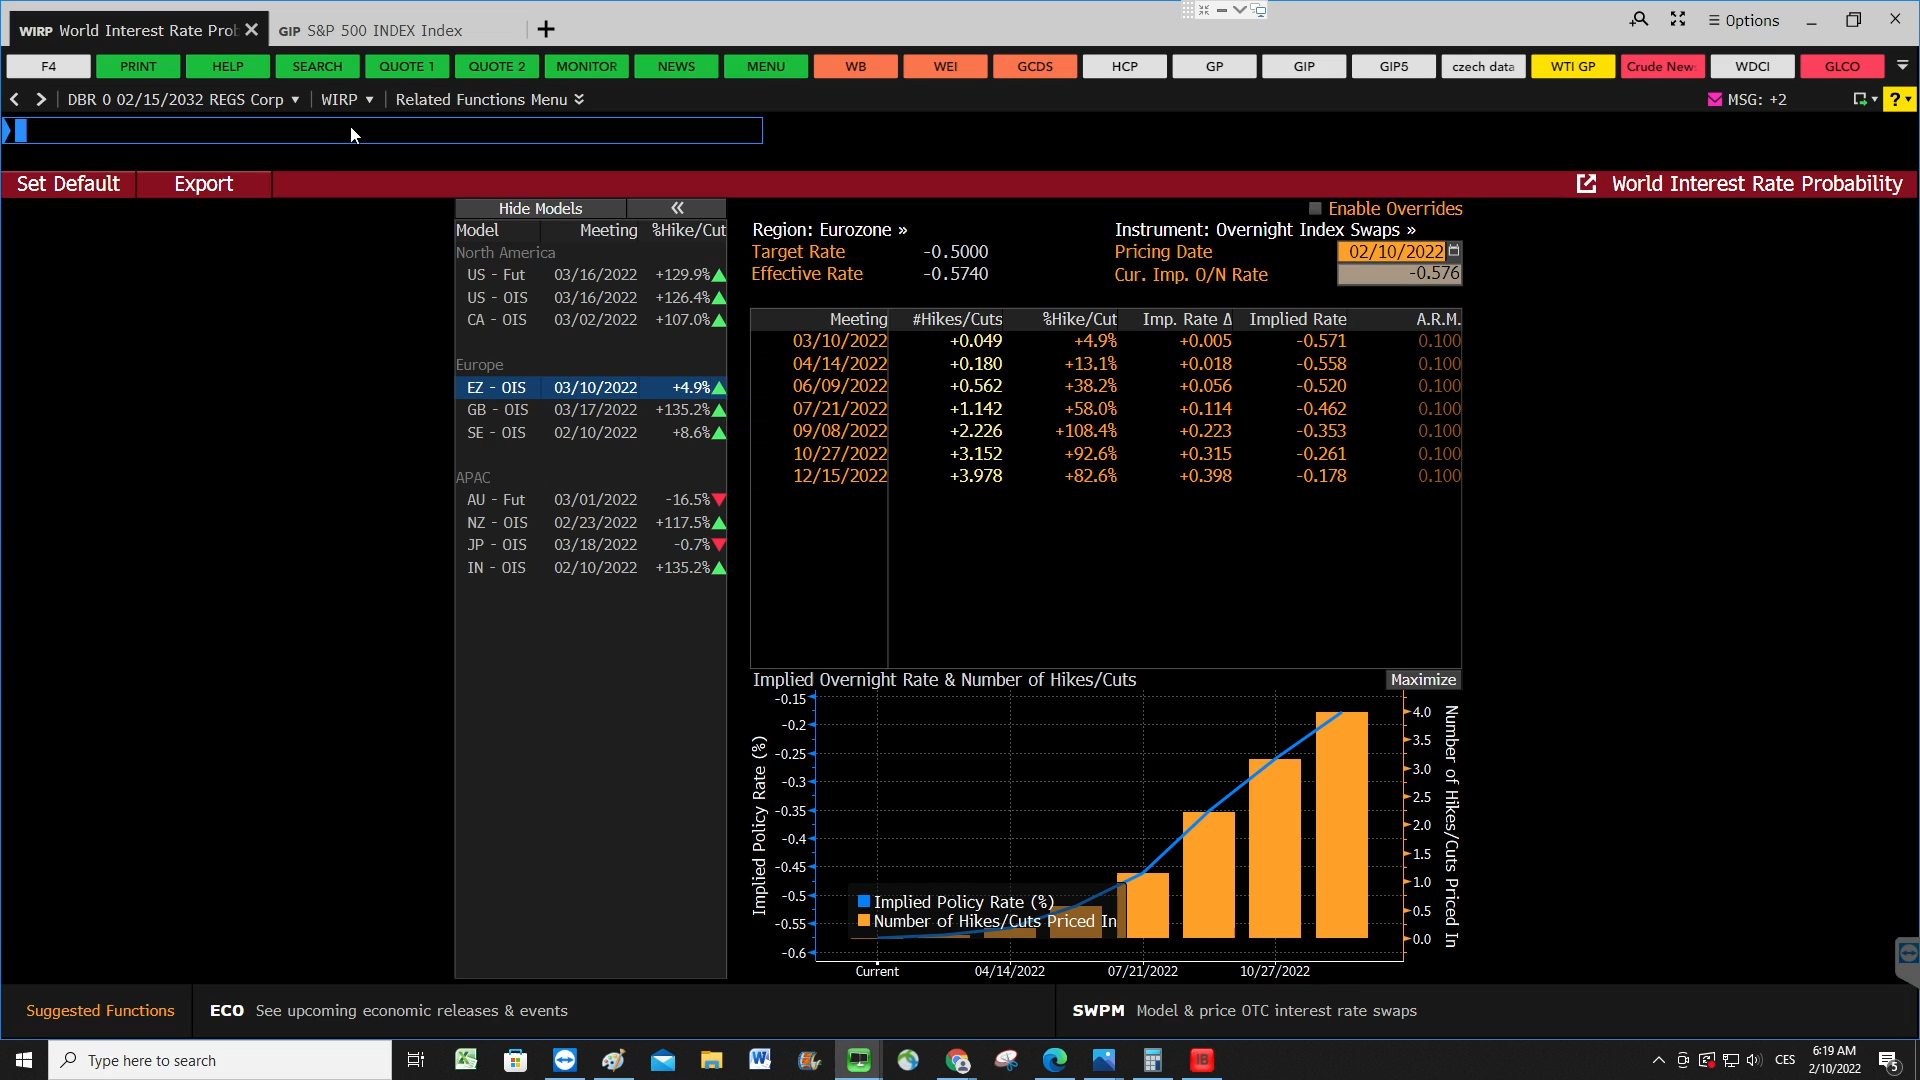 WIRP World Interest Rate Prob
GIP S&P 500 INDEX Index
Options
F4 PRINT HELP SEARCH QUOTE 1 QUOTE 2 MONITOR NEWS MENU WB WEI GCDS HCP GP GIP GIP5 czech data WTI GP Crude New WDCI GLCO
DBR 0 02/15/2032 REGS Corp WIRP Related Functions Menu MSG: +2 ?
Set Default Export World Interest Rate Probability
Hide Models «
Model Meeting %Hike/Cut
North America
US - Fut 03/16/2022 +129.9%
US - OIS 03/16/2022 +126.4%
CA - OIS 03/02/2022 +107.0%
Europe
EZ - OIS 03/10/2022 +4.9%
GB - OIS 03/17/2022 +135.2%
SE - OIS 02/10/2022 +8.6%
APAC
AU - Fut 03/01/2022 -16.5%
NZ - OIS 02/23/2022 +117.5%
JP - OIS 03/18/2022 -0.7%
IN - OIS 02/10/2022 +135.2%
Enable Overrides
Region: Eurozone » Instrument: Overnight Index Swaps »
Target Rate -0.5000 Pricing Date 02/10/2022
Effective Rate -0.5740 Cur. Imp. O/N Rate -0.576
Meeting #Hikes/Cuts %Hike/Cut Imp. Rate Δ Implied Rate A.R.M.
03/10/2022 +0.049 +4.9% +0.005 -0.571 0.100
04/14/2022 +0.180 +13.1% +0.018 -0.558 0.100
06/09/2022 +0.562 +38.2% +0.056 -0.520 0.100
07/21/2022 +1.142 +58.0% +0.114 -0.462 0.100
09/08/2022 +2.226 +108.4% +0.223 -0.353 0.100
10/27/2022 +3.152 +92.6% +0.315 -0.261 0.100
12/15/2022 +3.978 +82.6% +0.398 -0.178 0.100
Implied Overnight Rate & Number of Hikes/Cuts Maximize
Implied Policy Rate (%)
-0.15
-0.2
-0.25
-0.3
-0.35
-0.4
-0.45
-0.5
-0.55
-0.6
Implied Policy Rate (%)
Number of Hikes/Cuts Priced In
4.0
3.5
3.0
2.5
2.0
1.5
1.0
0.5
0.0
Number of Hikes/Cuts Priced In
Current 04/14/2022 07/21/2022 10/27/2022
Suggested Functions ECO See upcoming economic releases & events SWPM Model & price OTC interest rate swaps
Type here to search
IB
CES
6:19 AM
2/10/2022
5